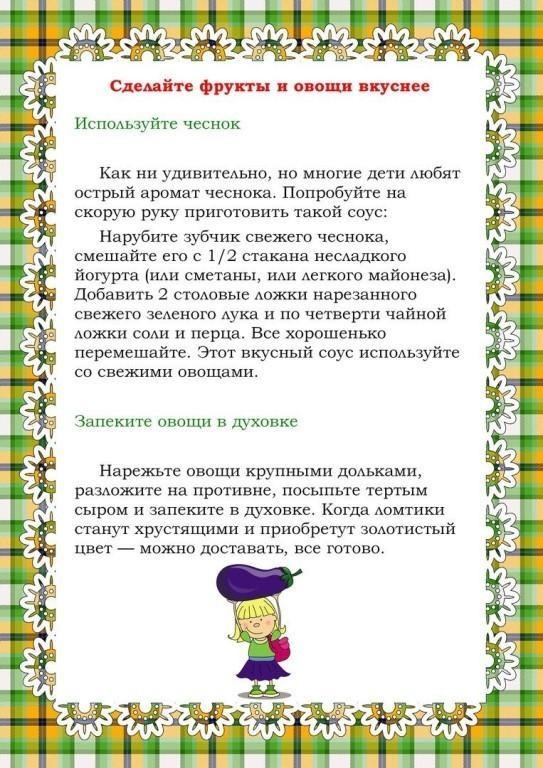 Сделайте фрукты и овощи вкуснее
Используйте чеснок
Как ни удивительно, но многие дети любят
острый аромат чеснока. Попробуйте на
скорую руку приготовить такой соус:
Нарубите зубчик свежего чеснока,
смешайте его с 1/2 стакана несладкого
йогурта (или сметаны, или легкого майонеза).
Добавить 2 столовые ложки нарезанного
свежего зеленого лука и по четверти чайной
ложки соли и перца. Все хорошенько
перемешайте. Этот вкусный соус используйте
со свежими овощами.
Запеките овощи в духовке
Нарежьте овощи крупными дольками,
разложите на противне, посыпьте тертым
сыром и запеките в духовке. Когда ломтики
станут хрустящими и приобретут золотистый
цвет — можно доставать, все готово.